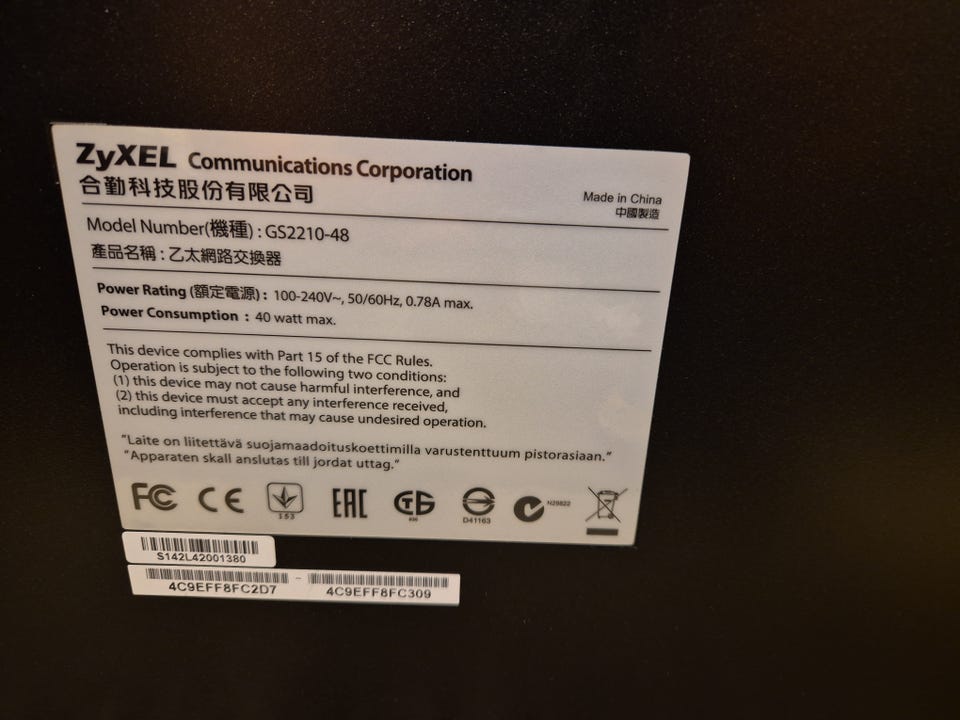 ZyXEL Communications Corporation
合勤科技股份有限公司
Made in China
中國製造
Model Number(機種) : GS2210-48
產品名稱 : 乙太網路交換器
Power Rating (額定電源) : 100-240V~, 50/60Hz, 0.78A max.
Power Consumption : 40 watt max.
This device complies with Part 15 of the FCC Rules.
Operation is subject to the following two conditions:
(1) this device may not cause harmful interference, and
(2) this device must accept any interference received,
including interference that may cause undesired operation.
"Laite on liitettävä suojamaadoituskoettimilla varustenttuum pistorasiaan."
"Apparaten skall anslutas till jordat uttag."
FC CE 153 EAC D41163 N29822
S142L42001380
4C9EFF8FC2D7 - 4C9EFF8FC309